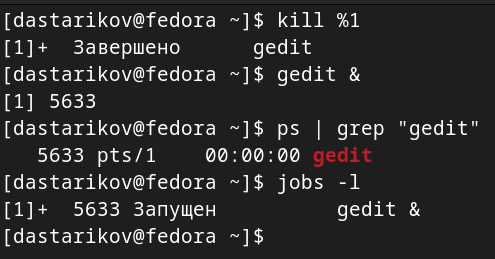 [dastarikov@fedora ~]$ kill %1
[1]+  Завершено      gedit
[dastarikov@fedora ~]$ gedit &
[1] 5633
[dastarikov@fedora ~]$ ps | grep "gedit"
   5633 pts/1    00:00:00 gedit
[dastarikov@fedora ~]$ jobs -l
[1]+  5633 Запущен          gedit &
[dastarikov@fedora ~]$